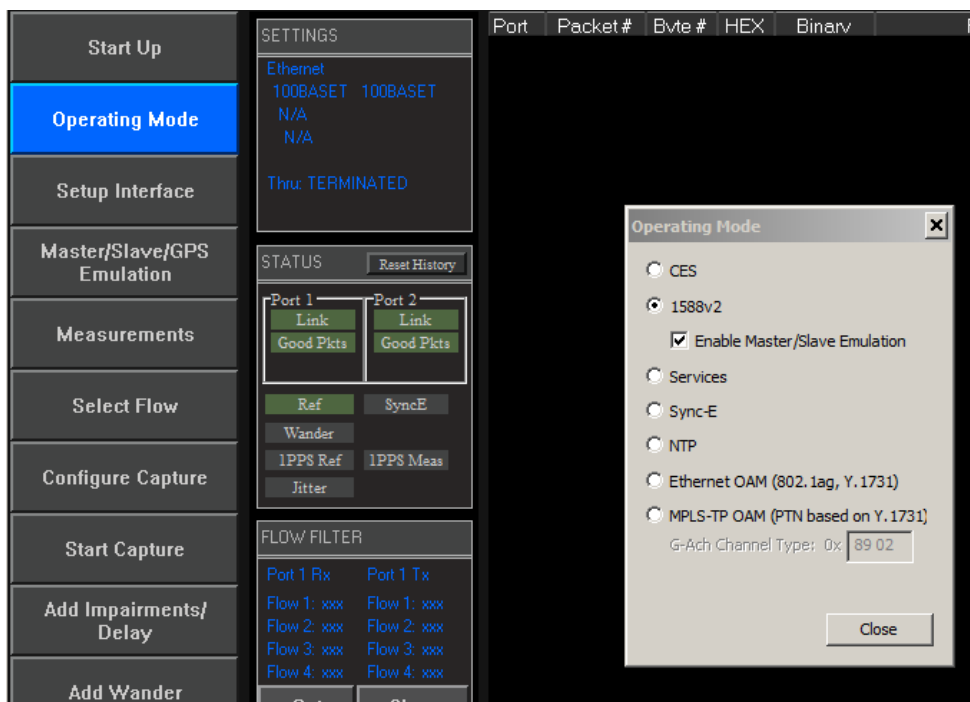 Start Up
Operating Mode
Setup Interface
Master/Slave/GPS
Emulation
Measurements
Select Flow
Configure Capture
Start Capture
Add Impairments/
Delay
Add Wander
SETTINGS
Ethernet
100BASET 100BASET
N/A
N/A
Thru: TERMINATED
STATUS Reset History
Port 1 Port 2
Link Link
Good Pkts Good Pkts
Ref SyncE
Wander
1PPS Ref 1PPS Meas
Jitter
FLOW FILTER
Port 1 Rx Port 1 Tx
Flow 1: xxx Flow 1: xxx
Flow 2: xxx Flow 2: xxx
Flow 3: xxx Flow 3: xxx
Flow 4: xxx Flow 4: xxx
Port Packet # Byte # HEX Binary
Operating Mode
CES
1588v2
Enable Master/Slave Emulation
Services
Sync-E
NTP
Ethernet OAM (802.1ag, Y.1731)
MPLS-TP OAM (PTN based on Y.1731)
G-Ach Channel Type: 0x 89 02
Close